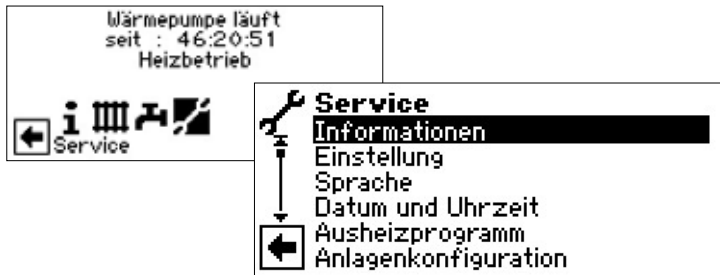 Wärmepumpe läuft
seit : 46:20:51
Heizbetrieb
Service
Service
Informationen
Einstellung
Sprache
Datum und Uhrzeit
Ausheizprogramm
Anlagenkonfiguration